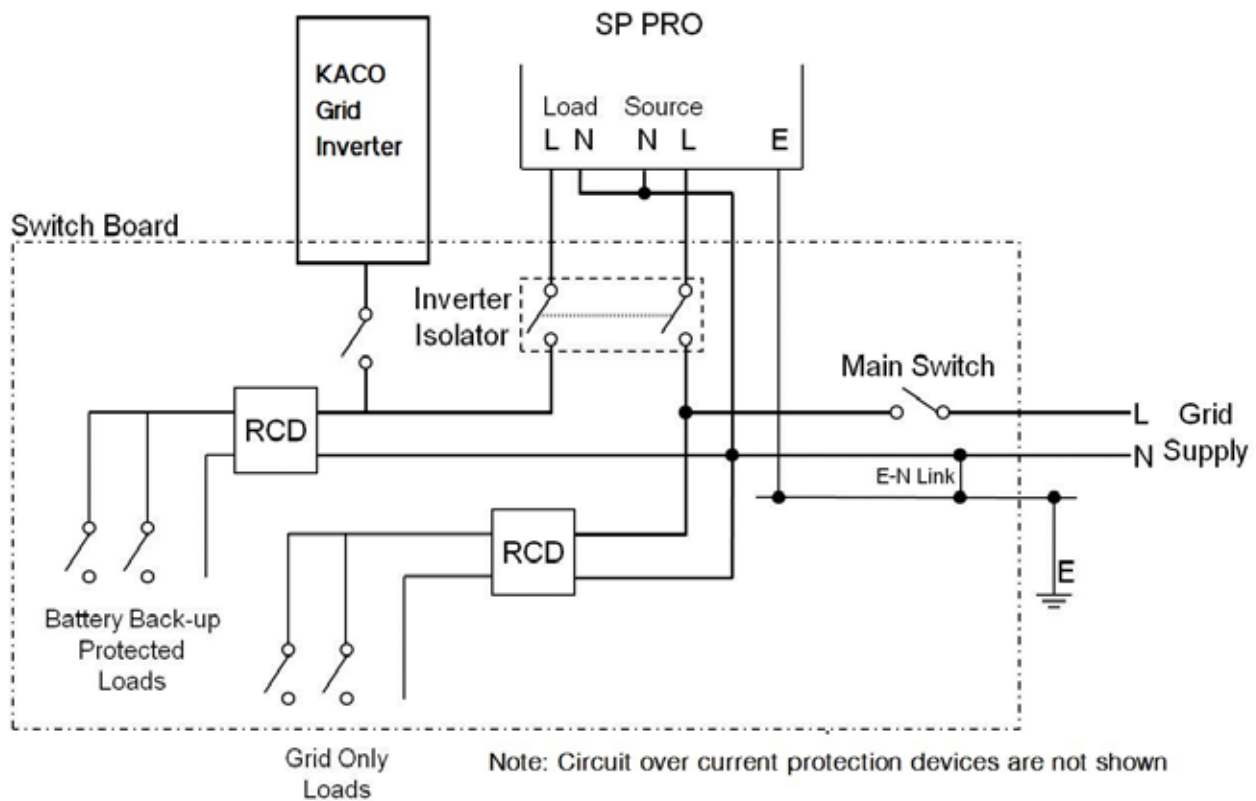 SP PRO
KACO
Grid
Inverter
Load Source
L N N L E
Switch Board
Inverter
Isolator
Main Switch
RCD
L Grid
N Supply
E-N Link
RCD
E
Battery Back-up
Protected
Loads
Grid Only
Loads
Note: Circuit over current protection devices are not shown